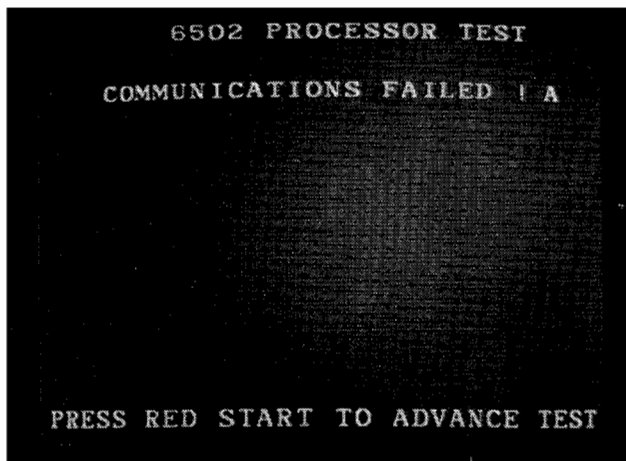 6502 PROCESSOR TEST
COMMUNICATIONS FAILED ! A
PRESS RED START TO ADVANCE TEST